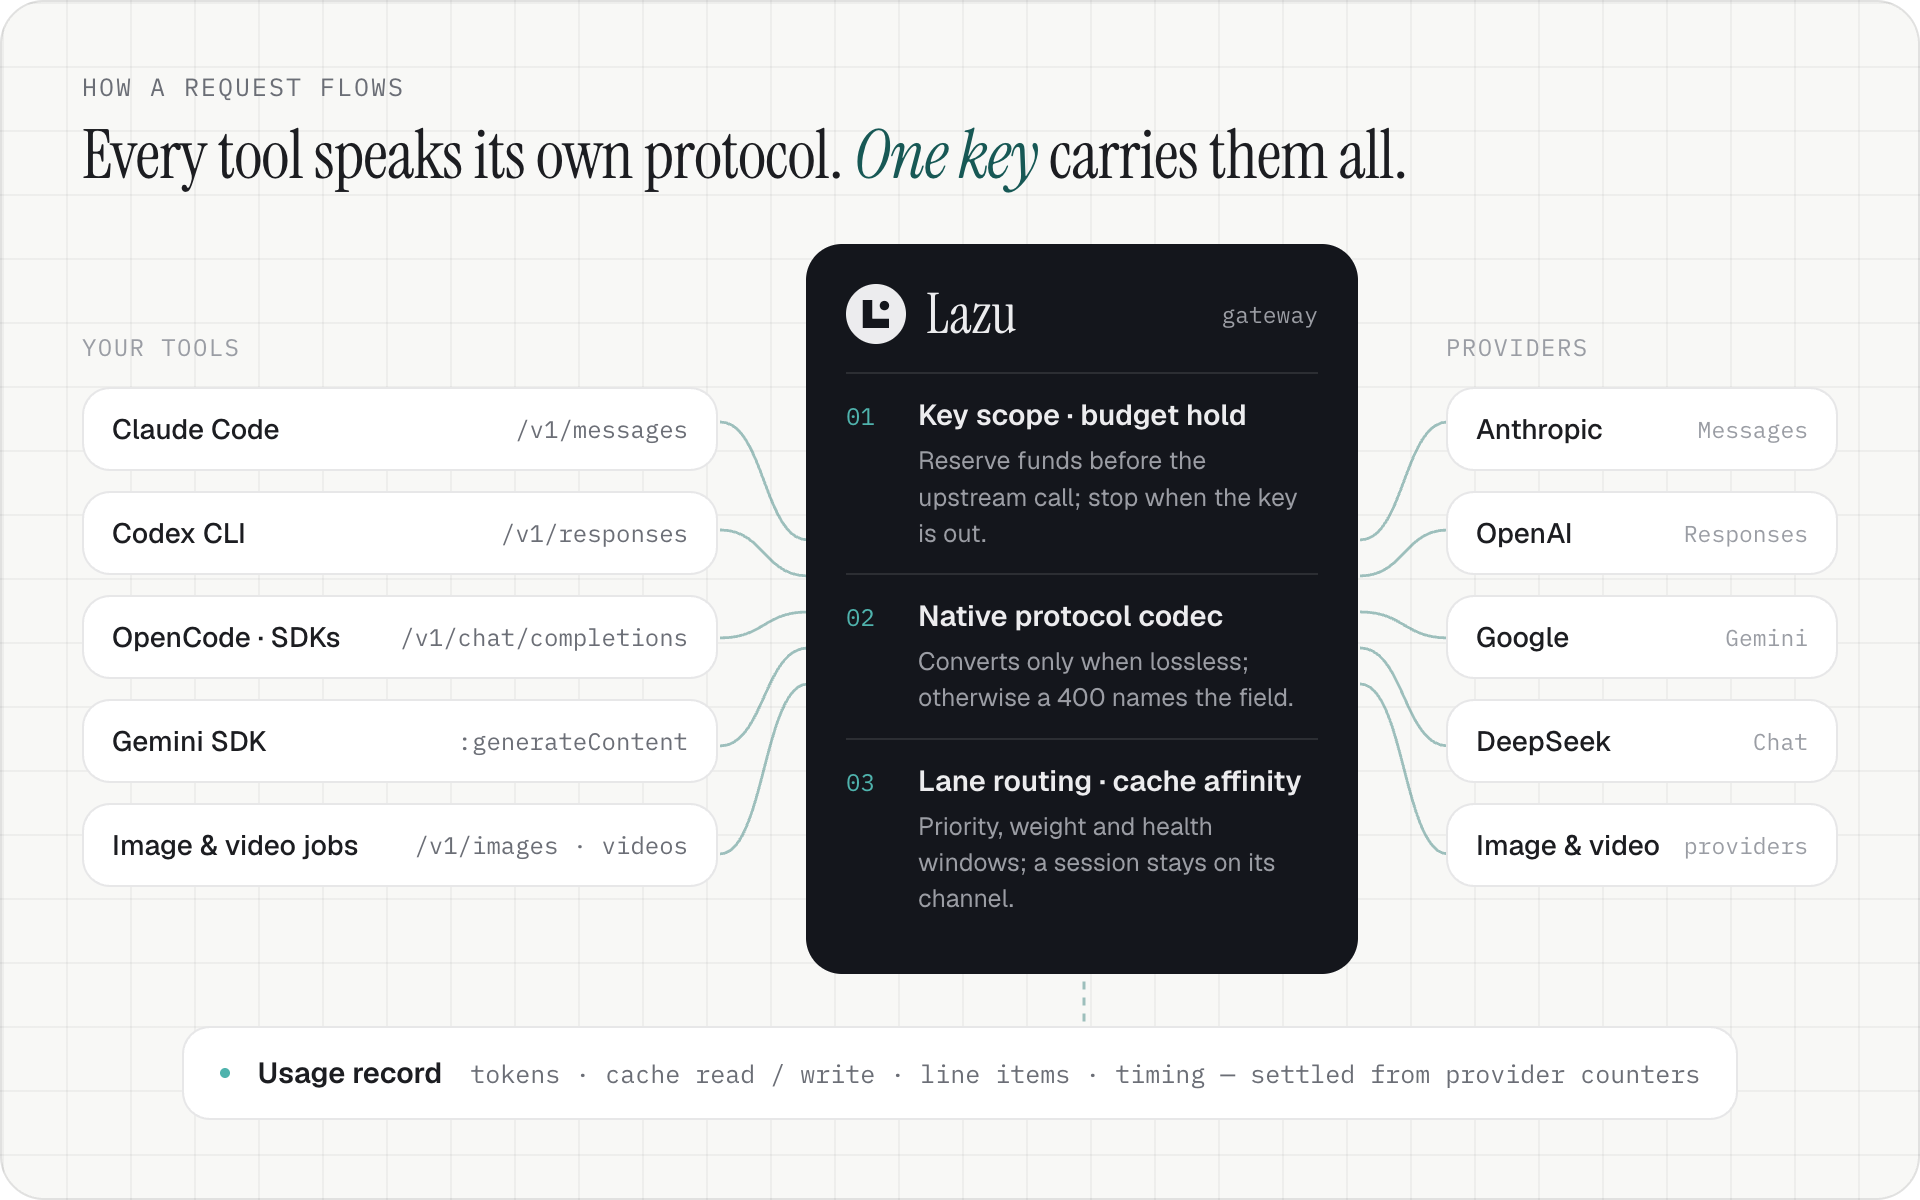 HOW A REQUEST FLOWS
Every tool speaks its own protocol. One key carries them all.
YOUR TOOLS
Claude Code /v1/messages
Codex CLI /v1/responses
OpenCode · SDKs /v1/chat/completions
Gemini SDK :generateContent
Image & video jobs /v1/images · videos
Lazu gateway
01 Key scope · budget hold
Reserve funds before the
upstream call; stop when the key
is out.
02 Native protocol codec
Converts only when lossless;
otherwise a 400 names the field.
03 Lane routing · cache affinity
Priority, weight and health
windows; a session stays on its
channel.
PROVIDERS
Anthropic Messages
OpenAI Responses
Google Gemini
DeepSeek Chat
Image & video providers
Usage record tokens · cache read / write · line items · timing — settled from provider counters